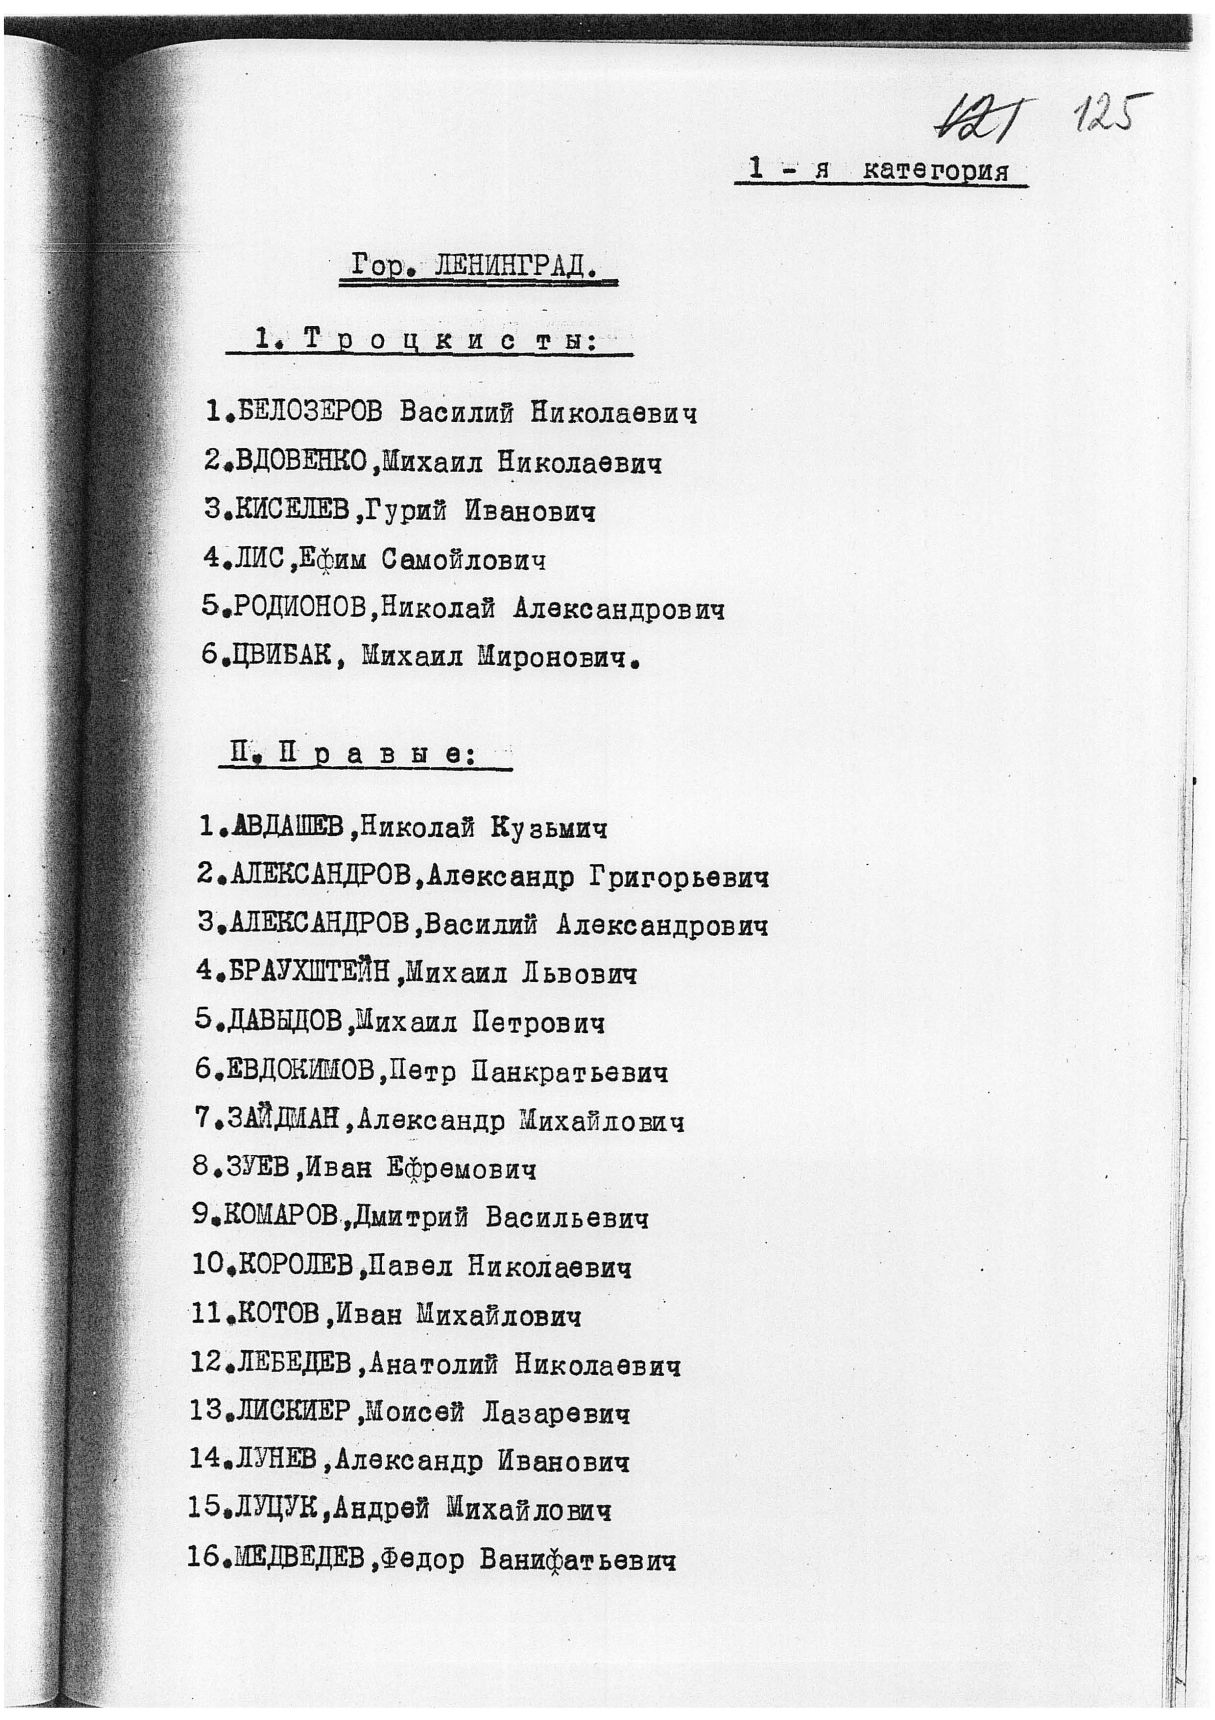 121 125
1 - я категория
Гор. ЛЕНИНГРАД.
1. Т р о ц к и с т ы:
1.БЕЛОЗЕРОВ Василий Николаевич
2.ВДОВЕНКО,Михаил Николаевич
3.КИСЕЛЕВ,Гурий Иванович
4.ЛИС,Ефим Самойлович
5.РОДИОНОВ,Николай Александрович
6.ЦВИБАК, Михаил Миронович.
П. П р а в ы е:
1.АВДАШЕВ,Николай Кузьмич
2.АЛЕКСАНДРОВ,Александр Григорьевич
3.АЛЕКСАНДРОВ,Василий Александрович
4.БРАУХШТЕЙН,Михаил Львович
5.ДАВЫДОВ,Михаил Петрович
6.ЕВДОКИМОВ,Петр Панкратьевич
7.ЗАЙДМАН,Александр Михайлович
8.ЗУЕВ,Иван Ефремович
9.КОМАРОВ,Дмитрий Васильевич
10.КОРОЛЕВ,Павел Николаевич
11.КОТОВ,Иван Михайлович
12.ЛЕБЕДЕВ,Анатолий Николаевич
13.ЛИСКИЕР,Моисей Лазаревич
14.ЛУНЕВ,Александр Иванович
15.ЛУЦУК,Андрей Михайлович
16.МЕДВЕДЕВ,Федор Ванифатьевич